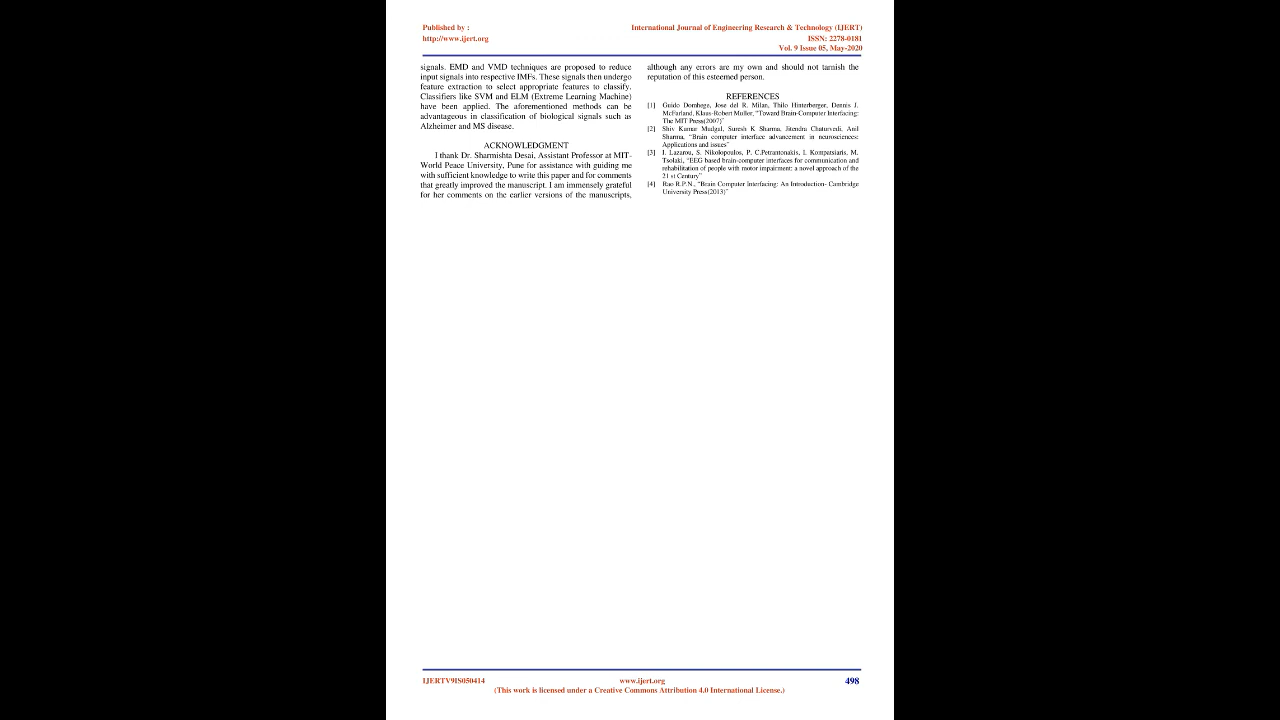 Published by :
http://www.ijert.org
International Journal of Engineering Research & Technology (IJERT)
ISSN: 2278-0181
Vol. 9 Issue 05, May-2020
signals. EMD and VMD techniques are proposed to reduce
input signals into respective IMFs. These signals then undergo
feature extraction to select appropriate features to classify.
Classifiers like SVM and ELM (Extreme Learning Machine)
have been applied. The aforementioned methods can be
advantageous in classification of biological signals such as
Alzheimer and MS disease.
ACKNOWLEDGMENT
I thank Dr. Sharmishta Desai, Assistant Professor at MIT-
World Peace University, Pune for assistance with guiding me
with sufficient knowledge to write this paper and for comments
that greatly improved the manuscript. I am immensely grateful
for her comments on the earlier versions of the manuscripts,
although any errors are my own and should not tarnish the
reputation of this esteemed person.
REFERENCES
[1] Guido Dornhege, Jose del R. Milan, Thilo Hinterberger, Dennis J.
McFarland, Klaus-Robert Muller, “Toward Brain-Computer Interfacing:
The MIT Press(2007)”
[2] Shiv Kumar Mudgal, Suresh K Sharma, Jitendra Chaturvedi, Anil
Sharma, “Brain computer interface advancement in neurosciences:
Applications and issues”
[3] I. Lazarou, S. Nikolopoulos, P. C.Petrantonakis, I. Kompatsiaris, M.
Tsolaki, “EEG based brain-computer interfaces for communication and
rehabilitation of people with motor impairment: a novel approach of the
21 st Century”
[4] Rao R.P.N., “Brain Computer Interfacing: An Introduction- Cambridge
University Press(2013)”
IJERTV9IS050414
www.ijert.org
498
(This work is licensed under a Creative Commons Attribution 4.0 International License.)